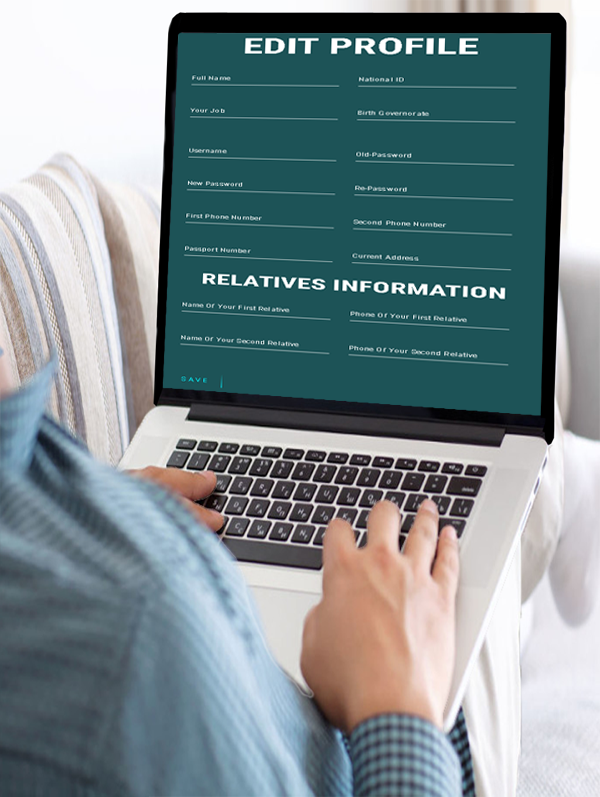 EDIT PROFILE
Full Name National ID
Your Job Birth Governorate
Username Old-Password
New Password Re-Password
First Phone Number Second Phone Number
Passport Number Current Address
RELATIVES INFORMATION
Name Of Your First Relative Phone Of Your First Relative
Name Of Your Second Relative Phone Of Your Second Relative
SAVE